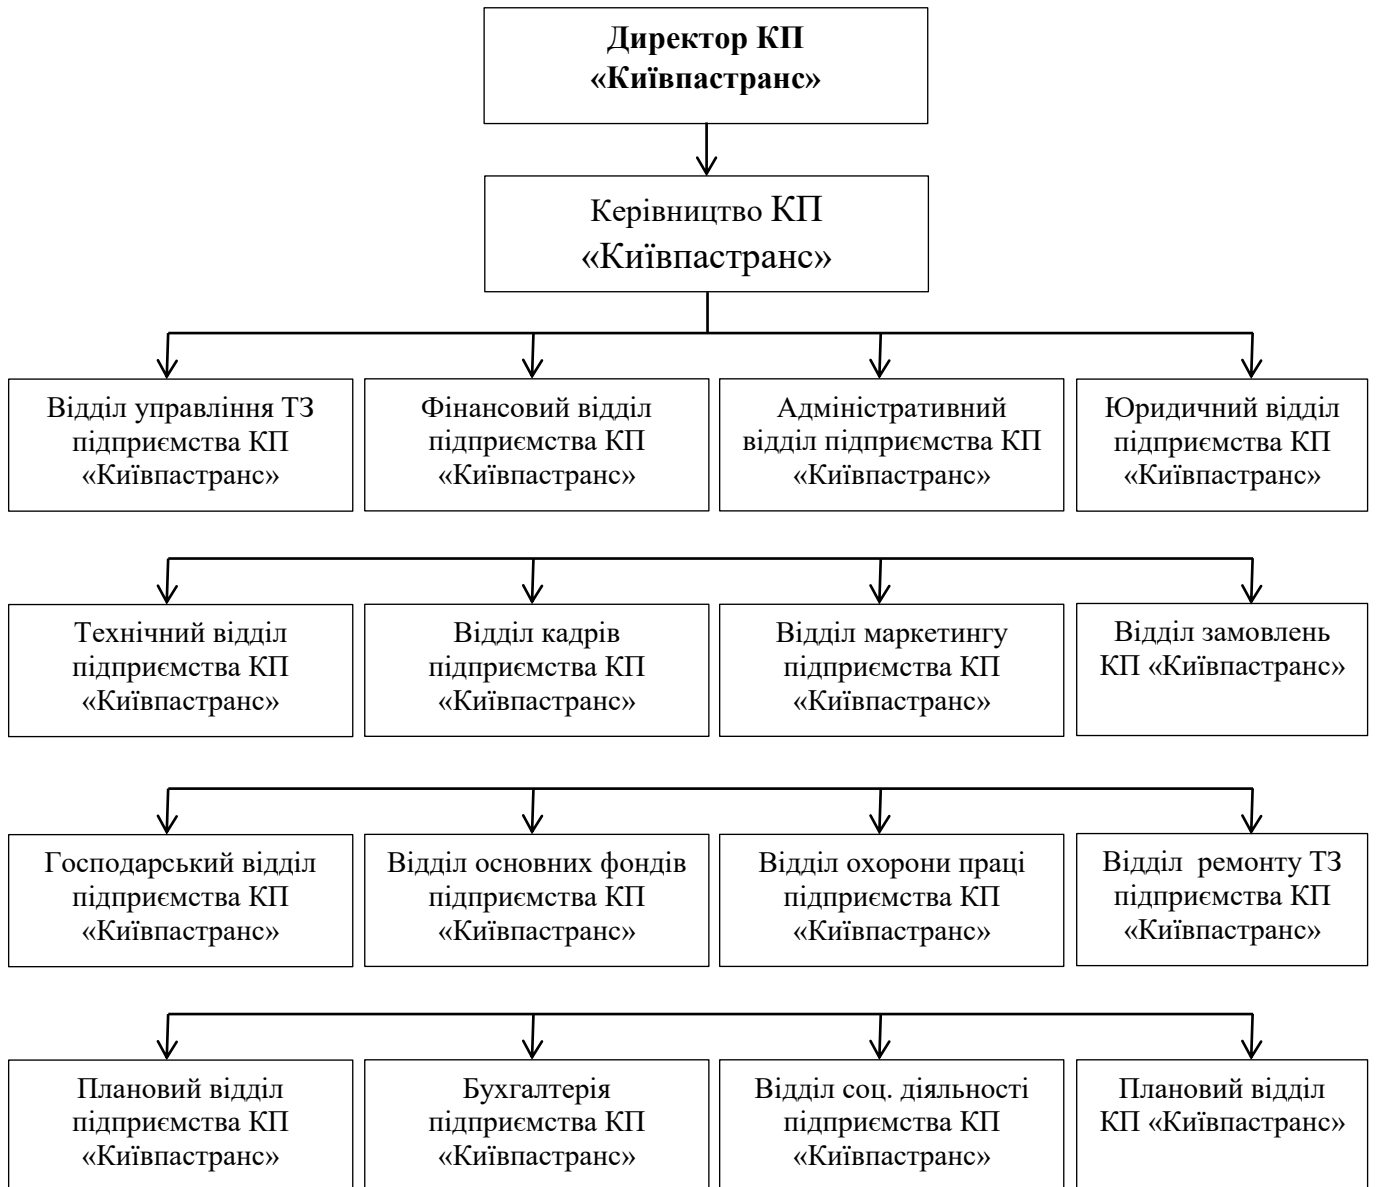 Директор КП
«Київпастранс»
Керівництво КП
«Київпастранс»
Відділ управління ТЗ
підприємства КП
«Київпастранс»
Фінансовий відділ
підприємства КП
«Київпастранс»
Адміністративний
відділ підприємства КП
«Київпастранс»
Юридичний відділ
підприємства КП
«Київпастранс»
Технічний відділ
підприємства КП
«Київпастранс»
Відділ кадрів
підприємства КП
«Київпастранс»
Відділ маркетингу
підприємства КП
«Київпастранс»
Відділ замовлень
КП «Київпастранс»
Господарський відділ
підприємства КП
«Київпастранс»
Відділ основних фондів
підприємства КП
«Київпастранс»
Відділ охорони праці
підприємства КП
«Київпастранс»
Відділ ремонту ТЗ
підприємства КП
«Київпастранс»
Плановий відділ
підприємства КП
«Київпастранс»
Бухгалтерія
підприємства КП
«Київпастранс»
Відділ соц. діяльності
підприємства КП
«Київпастранс»
Плановий відділ
КП «Київпастранс»